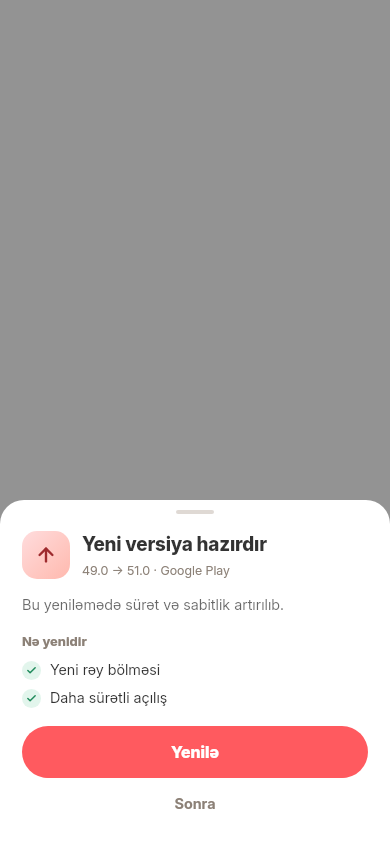 Yeni versiya hazırdır
49.0 → 51.0 · Google Play
Bu yeniləmədə sürət və sabitlik artırılıb.
Nə yenidir
Yeni rəy bölməsi
Daha sürətli açılış
Yenilə
Sonra